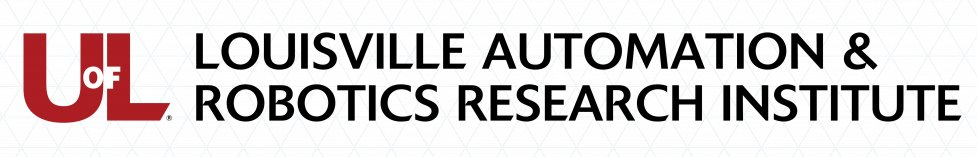 UOFL® LOUISVILLE AUTOMATION &
ROBOTICS RESEARCH INSTITUTE